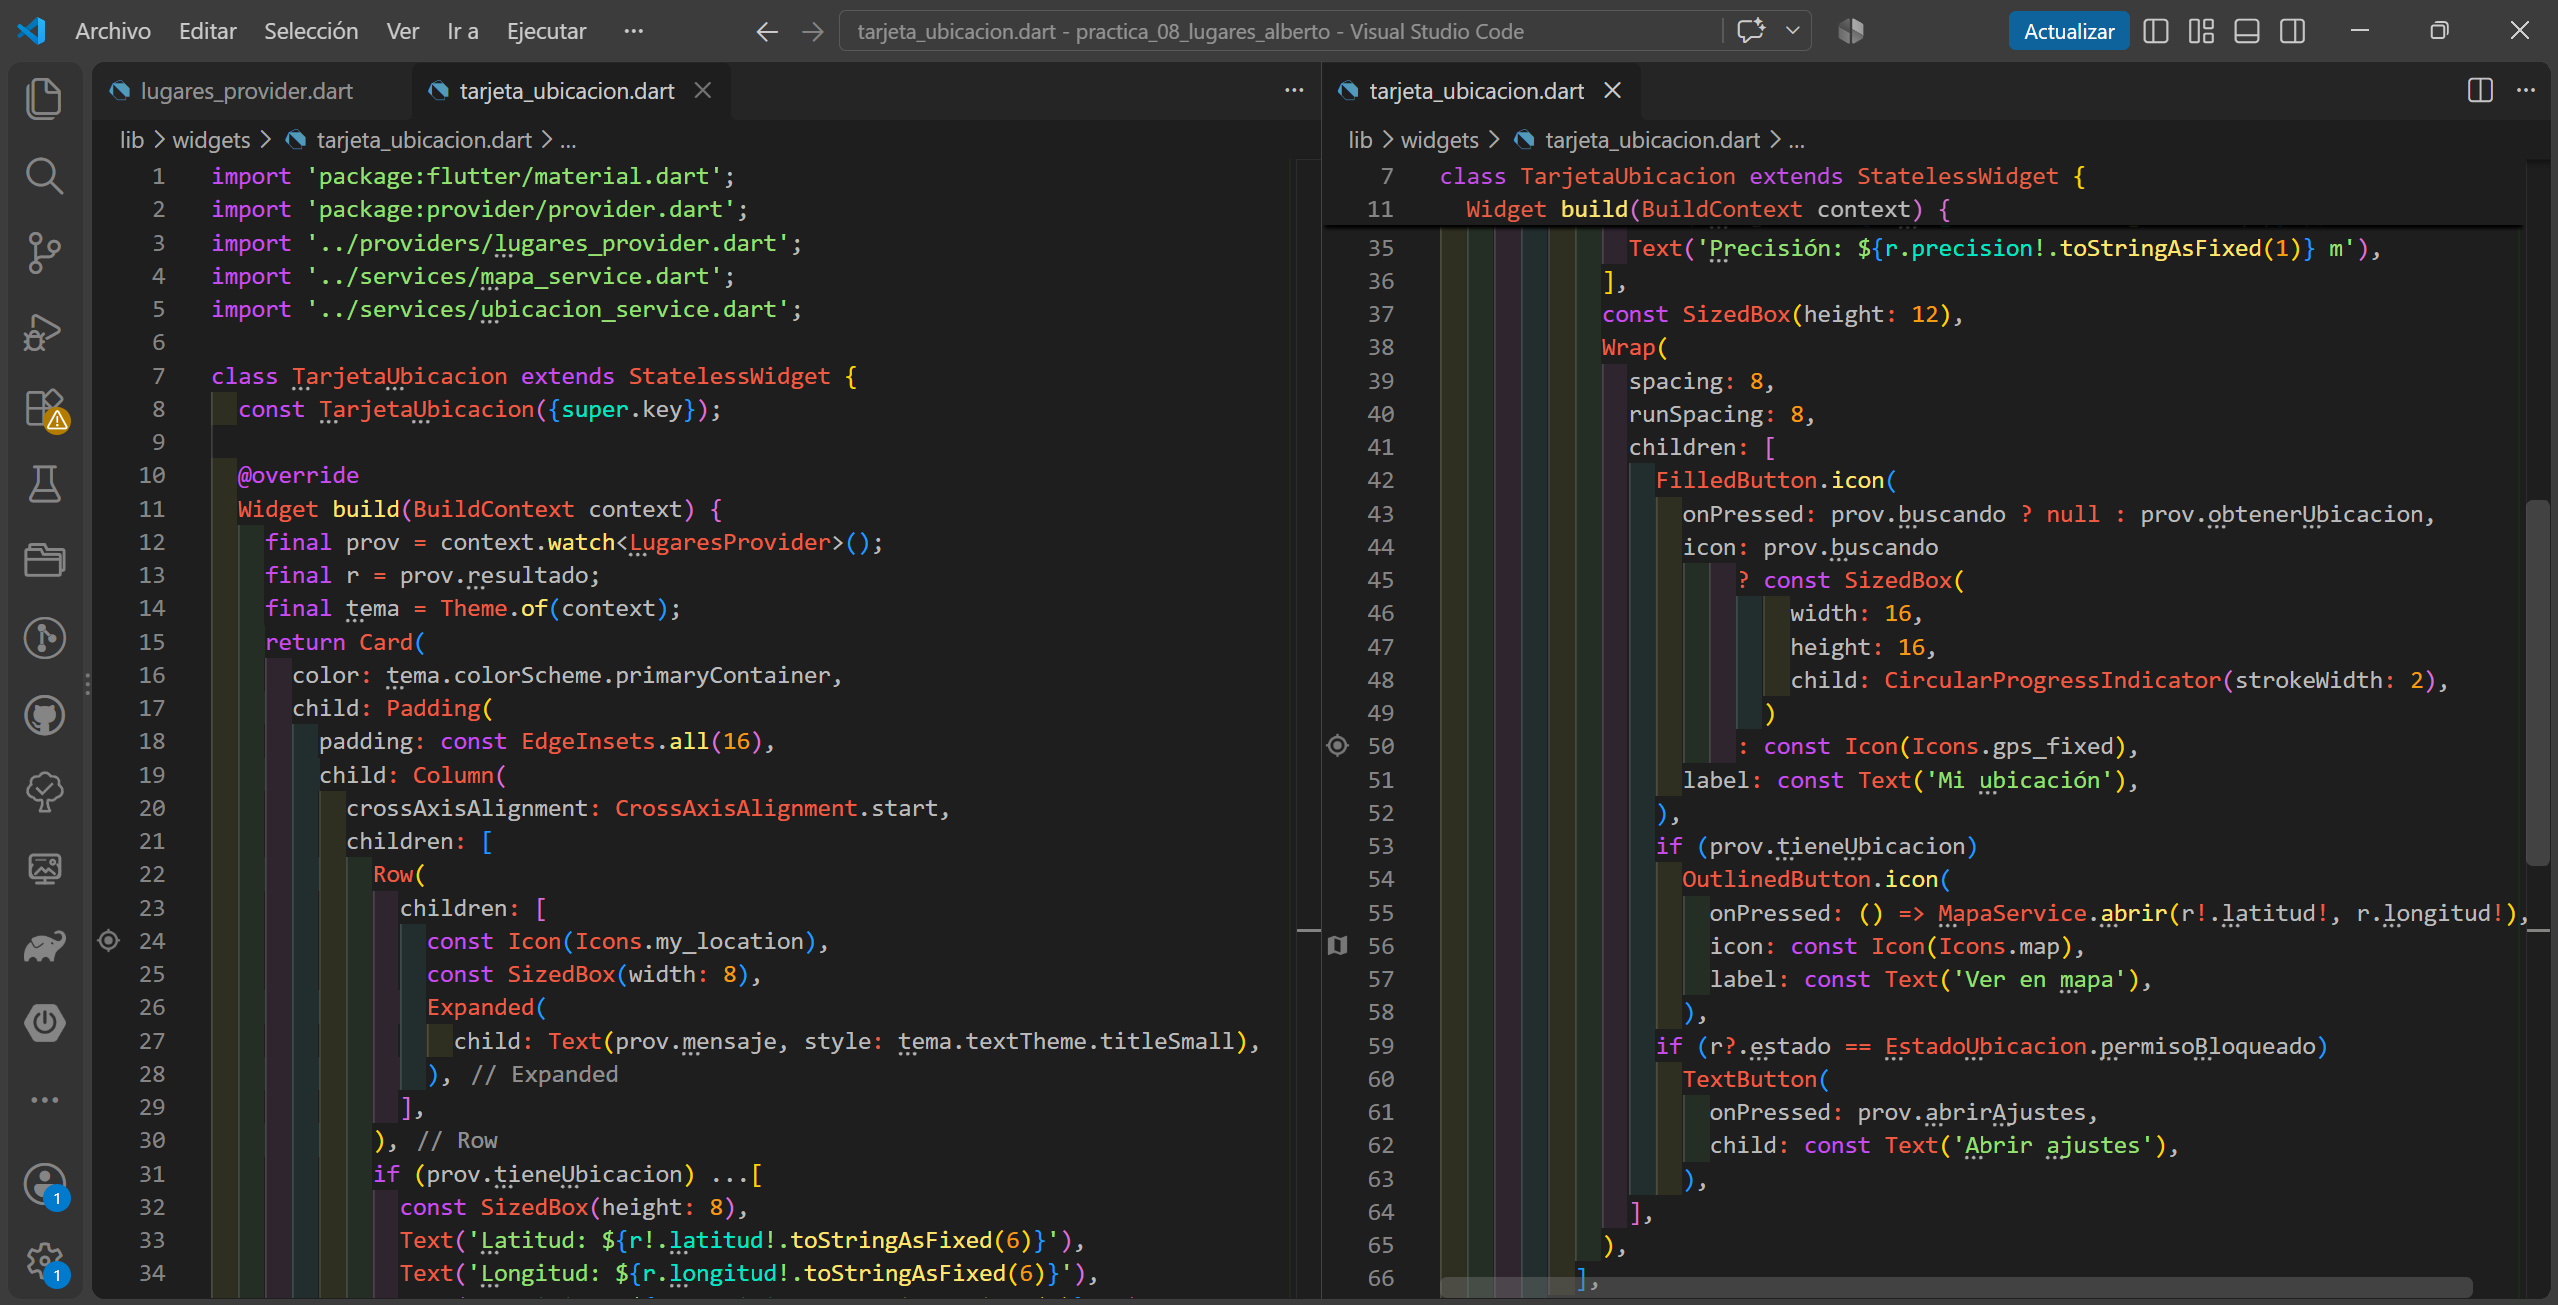 Archivo Editar Selección Ver Ir a Ejecutar ···
tarjeta_ubicacion.dart - practica_08_lugares_alberto - Visual Studio Code
Actualizar
lugares_provider.dart
tarjeta_ubicacion.dart
lib > widgets > tarjeta_ubicacion.dart > ...
1 import 'package:flutter/material.dart';
2 import 'package:provider/provider.dart';
3 import '../providers/lugares_provider.dart';
4 import '../services/mapa_service.dart';
5 import '../services/ubicacion_service.dart';
6
7 class TarjetaUbicacion extends StatelessWidget {
8 const TarjetaUbicacion({super.key});
9
10 @override
11 Widget build(BuildContext context) {
12 final prov = context.watch<LugaresProvider>();
13 final r = prov.resultado;
14 final tema = Theme.of(context);
15 return Card(
16 color: tema.colorScheme.primaryContainer,
17 child: Padding(
18 padding: const EdgeInsets.all(16),
19 child: Column(
20 crossAxisAlignment: CrossAxisAlignment.start,
21 children: [
22 Row(
23 children: [
24 const Icon(Icons.my_location),
25 const SizedBox(width: 8),
26 Expanded(
27 child: Text(prov.mensaje, style: tema.textTheme.titleSmall),
28 ), // Expanded
29 ],
30 ), // Row
31 if (prov.tieneUbicacion) ...[
32 const SizedBox(height: 8),
33 Text('Latitud: ${r!.latitud!.toStringAsFixed(6)}'),
34 Text('Longitud: ${r.longitud!.toStringAsFixed(6)}'),
tarjeta_ubicacion.dart
lib > widgets > tarjeta_ubicacion.dart > ...
7 class TarjetaUbicacion extends StatelessWidget {
11 Widget build(BuildContext context) {
35 Text('Precisión: ${r.precision!.toStringAsFixed(1)} m'),
36 ],
37 const SizedBox(height: 12),
38 Wrap(
39 spacing: 8,
40 runSpacing: 8,
41 children: [
42 FilledButton.icon(
43 onPressed: prov.buscando ? null : prov.obtenerUbicacion,
44 icon: prov.buscando
45 ? const SizedBox(
46 width: 16,
47 height: 16,
48 child: CircularProgressIndicator(strokeWidth: 2),
49 )
50 : const Icon(Icons.gps_fixed),
51 label: const Text('Mi ubicación'),
52 ),
53 if (prov.tieneUbicacion)
54 OutlinedButton.icon(
55 onPressed: () => MapaService.abrir(r!.latitud!, r.longitud!),
56 icon: const Icon(Icons.map),
57 label: const Text('Ver en mapa'),
58 ),
59 if (r?.estado == EstadoUbicacion.permisoBloqueado)
60 TextButton(
61 onPressed: prov.abrirAjustes,
62 child: const Text('Abrir ajustes'),
63 ),
64 ],
65 ),
66 ],
1
1